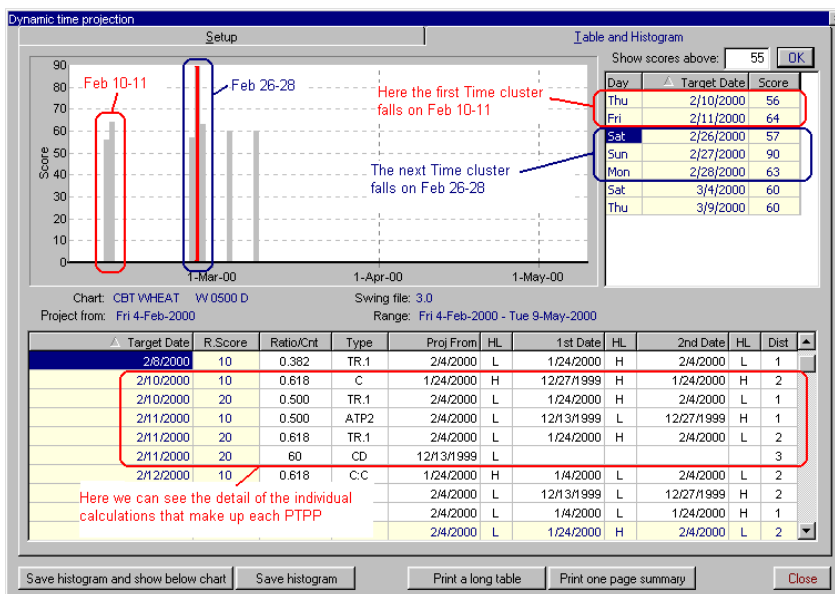 Dynamic time projection
Setup
Table and Histogram
Show scores above: 55 OK
90
80
70
60
50
40
30
20
10
0
Score
Feb 10-11
Feb 26-28
Here the first Time cluster
falls on Feb 10-11
The next Time cluster
falls on Feb 26-28
1-Mar-00 1-Apr-00 1-May-00
Day Target Date Score
Thu 2/10/2000 56
Fri 2/11/2000 64
Sat 2/26/2000 57
Sun 2/27/2000 90
Mon 2/28/2000 63
Sat 3/4/2000 60
Thu 3/9/2000 60
Chart: CBT WHEAT W 0500 D Swing file: 3.0
Project from: Fri 4-Feb-2000 Range: Fri 4-Feb-2000 - Tue 9-May-2000
Target Date R.Score Ratio/Cnt Type Proj From HL 1st Date HL 2nd Date HL Dist
2/8/2000 10 0.382 TR.1 2/4/2000 L 1/24/2000 H 2/4/2000 L 1
2/10/2000 10 0.618 C 1/24/2000 H 12/27/1999 H 1/24/2000 H 2
2/10/2000 20 0.500 TR.1 2/4/2000 L 1/24/2000 H 2/4/2000 L 1
2/11/2000 10 0.500 ATP2 2/4/2000 L 12/13/1999 L 12/27/1999 H 1
2/11/2000 20 0.618 TR.1 2/4/2000 L 1/24/2000 H 2/4/2000 L 2
2/11/2000 20 60 CD 12/13/1999 L 3
2/12/2000 10 0.618 C:C 1/24/2000 H 1/4/2000 L 2/4/2000 L 2
2/4/2000 L 12/13/1999 L 12/27/1999 H 2
2/4/2000 L 1/4/2000 L 1/24/2000 H 1
2/4/2000 L 1/24/2000 H 2/4/2000 L 2
Here we can see the detail of the individual
calculations that make up each PTPP
Save histogram and show below chart Save histogram Print a long table Print one page summary Close